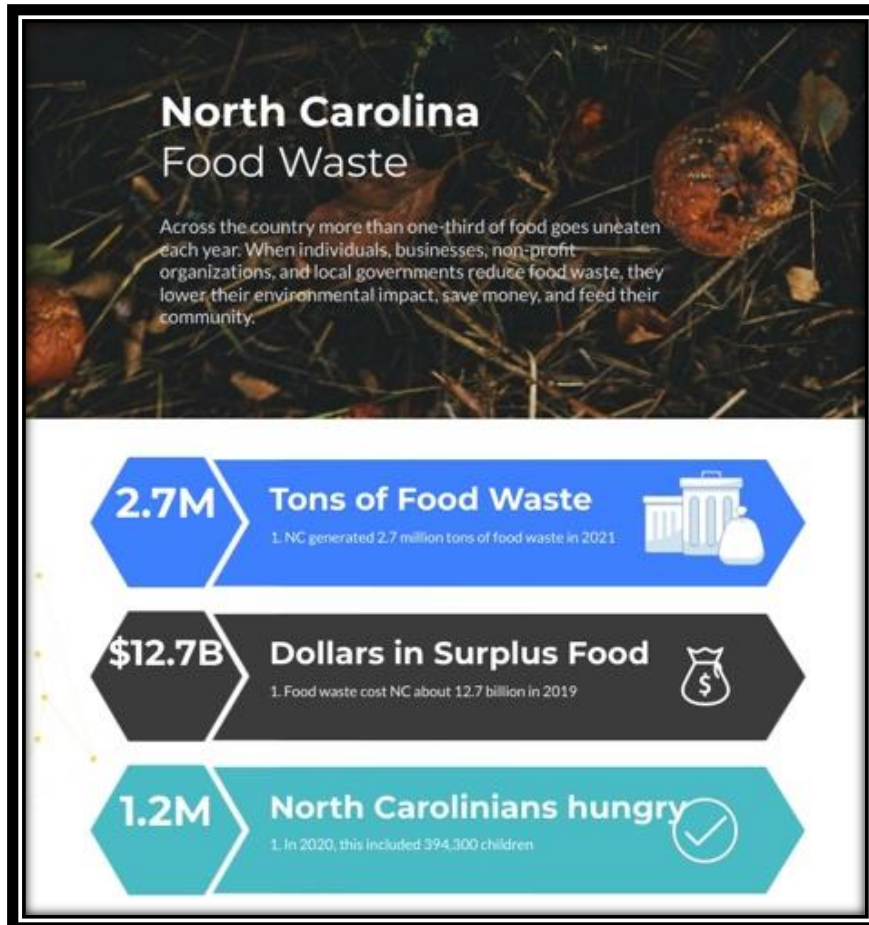 North Carolina
Food Waste
Across the country more than one-third of food goes uneaten
each year. When individuals, businesses, non-profit
organizations, and local governments reduce food waste, they
lower their environmental impact, save money, and feed their
community.
2.7M
Tons of Food Waste
1. NC generated 2.7 million tons of food waste in 2021
$12.7B
Dollars in Surplus Food
1. Food waste cost NC about 12.7 billion in 2019
$
1.2M
North Carolinians hungry
1. In 2020, this included 394,300 children